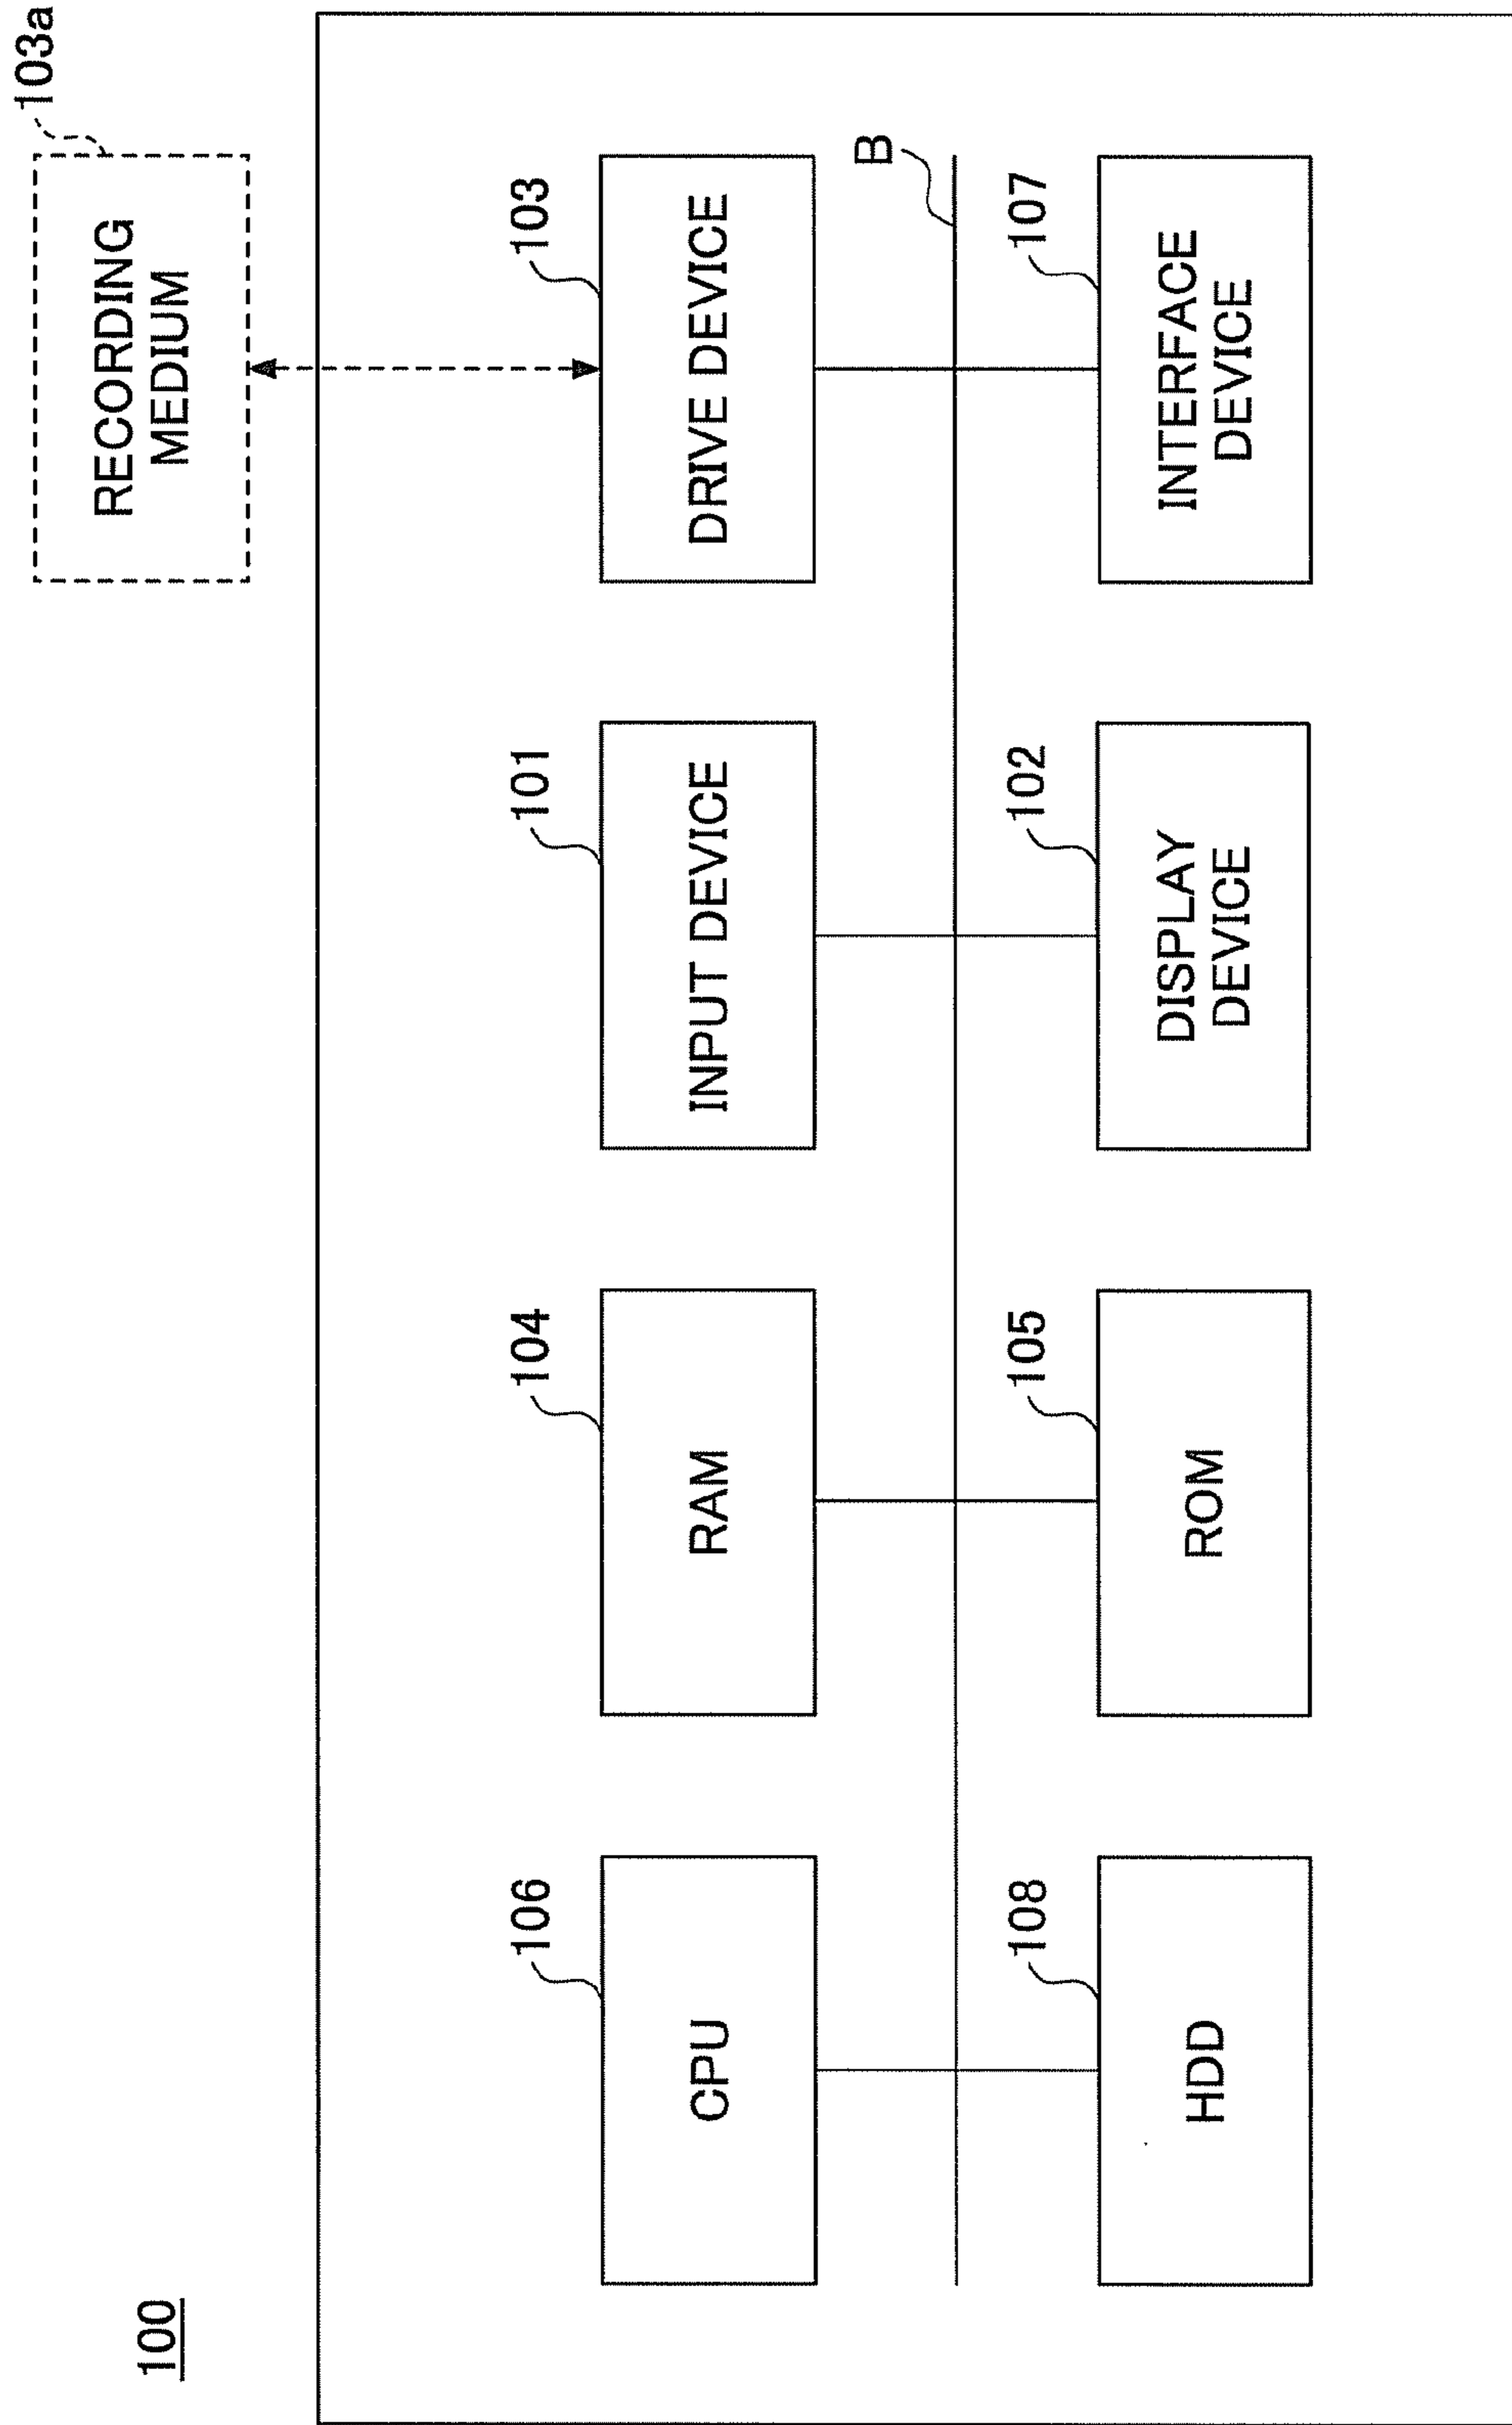 100
103a
RECORDING
MEDIUM
106
CPU
104
RAM
101
INPUT DEVICE
103
DRIVE DEVICE
B
108
HDD
105
ROM
102
DISPLAY
DEVICE
107
INTERFACE
DEVICE